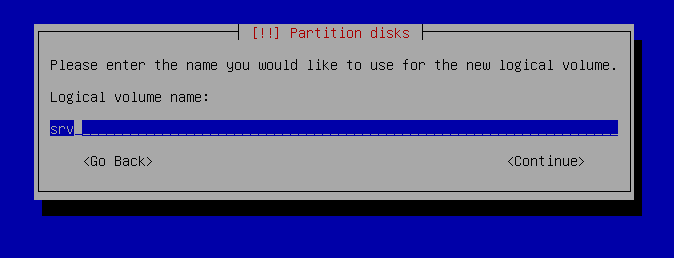 [!!] Partition disks
Please enter the name you would like to use for the new logical volume.
Logical volume name:
srv
<Go Back> <Continue>